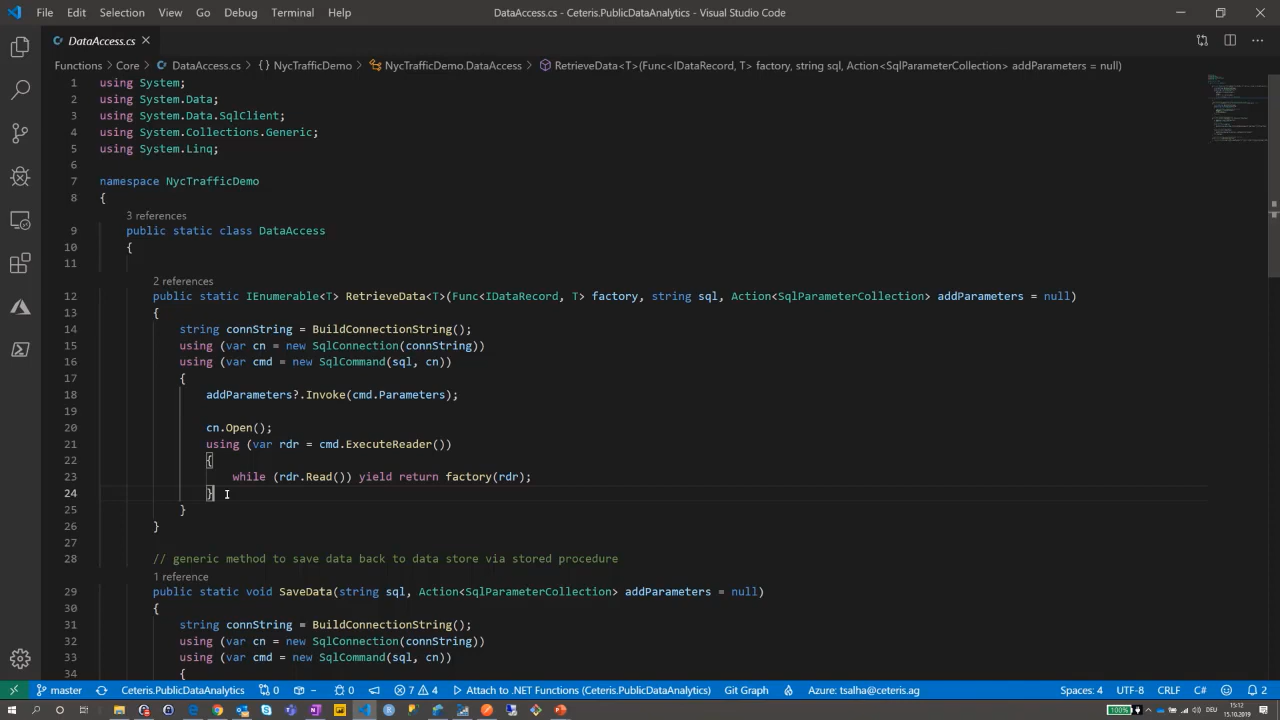 File Edit Selection View Go Debug Terminal Help DataAccess.cs - Ceteris.PublicDataAnalytics - Visual Studio Code
DataAccess.cs
Functions > Core > DataAccess.cs > {} NycTrafficDemo > NycTrafficDemo.DataAccess > RetrieveData<T>(Func<IDataRecord, T> factory, string sql, Action<SqlParameterCollection> addParameters = null)
1 using System;
2 using System.Data;
3 using System.Data.SqlClient;
4 using System.Collections.Generic;
5 using System.Linq;
6
7 namespace NycTrafficDemo
8 {
3 references
9 public static class DataAccess
10 {
11
2 references
12 public static IEnumerable<T> RetrieveData<T>(Func<IDataRecord, T> factory, string sql, Action<SqlParameterCollection> addParameters = null)
13 {
14 string connString = BuildConnectionString();
15 using (var cn = new SqlConnection(connString))
16 using (var cmd = new SqlCommand(sql, cn))
17 {
18 addParameters?.Invoke(cmd.Parameters);
19
20 cn.Open();
21 using (var rdr = cmd.ExecuteReader())
22 {
23 while (rdr.Read()) yield return factory(rdr);
24 }
25 }
26 }
27
28 // generic method to save data back to data store via stored procedure
1 reference
29 public static void SaveData(string sql, Action<SqlParameterCollection> addParameters = null)
30 {
31 string connString = BuildConnectionString();
32 using (var cn = new SqlConnection(connString))
33 using (var cmd = new SqlCommand(sql, cn))
34 {
master Ceteris.PublicDataAnalytics 0 - 0 7 4 Attach to .NET Functions (Ceteris.PublicDataAnalytics) Git Graph Azure: tsalha@ceteris.ag Spaces: 4 UTF-8 CRLF C# 2
100% DEU 15:12
15.10.2019